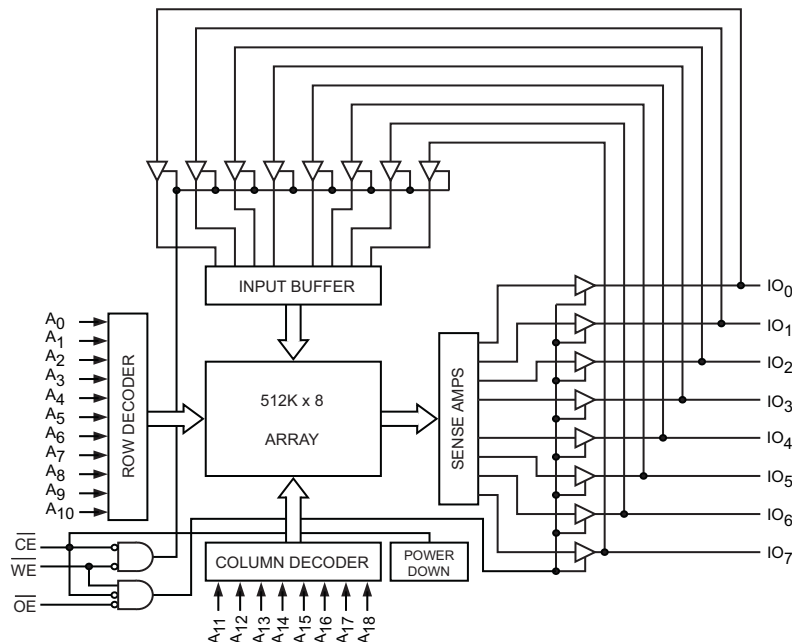 INPUT BUFFER
A0
A1
A2
A3
A4
A5
A6
A7
A8
A9
A10
ROW DECODER
512K x 8
ARRAY
SENSE AMPS
IO0
IO1
IO2
IO3
IO4
IO5
IO6
IO7
CE
WE
OE
COLUMN DECODER
POWER
DOWN
A11
A12
A13
A14
A15
A16
A17
A18